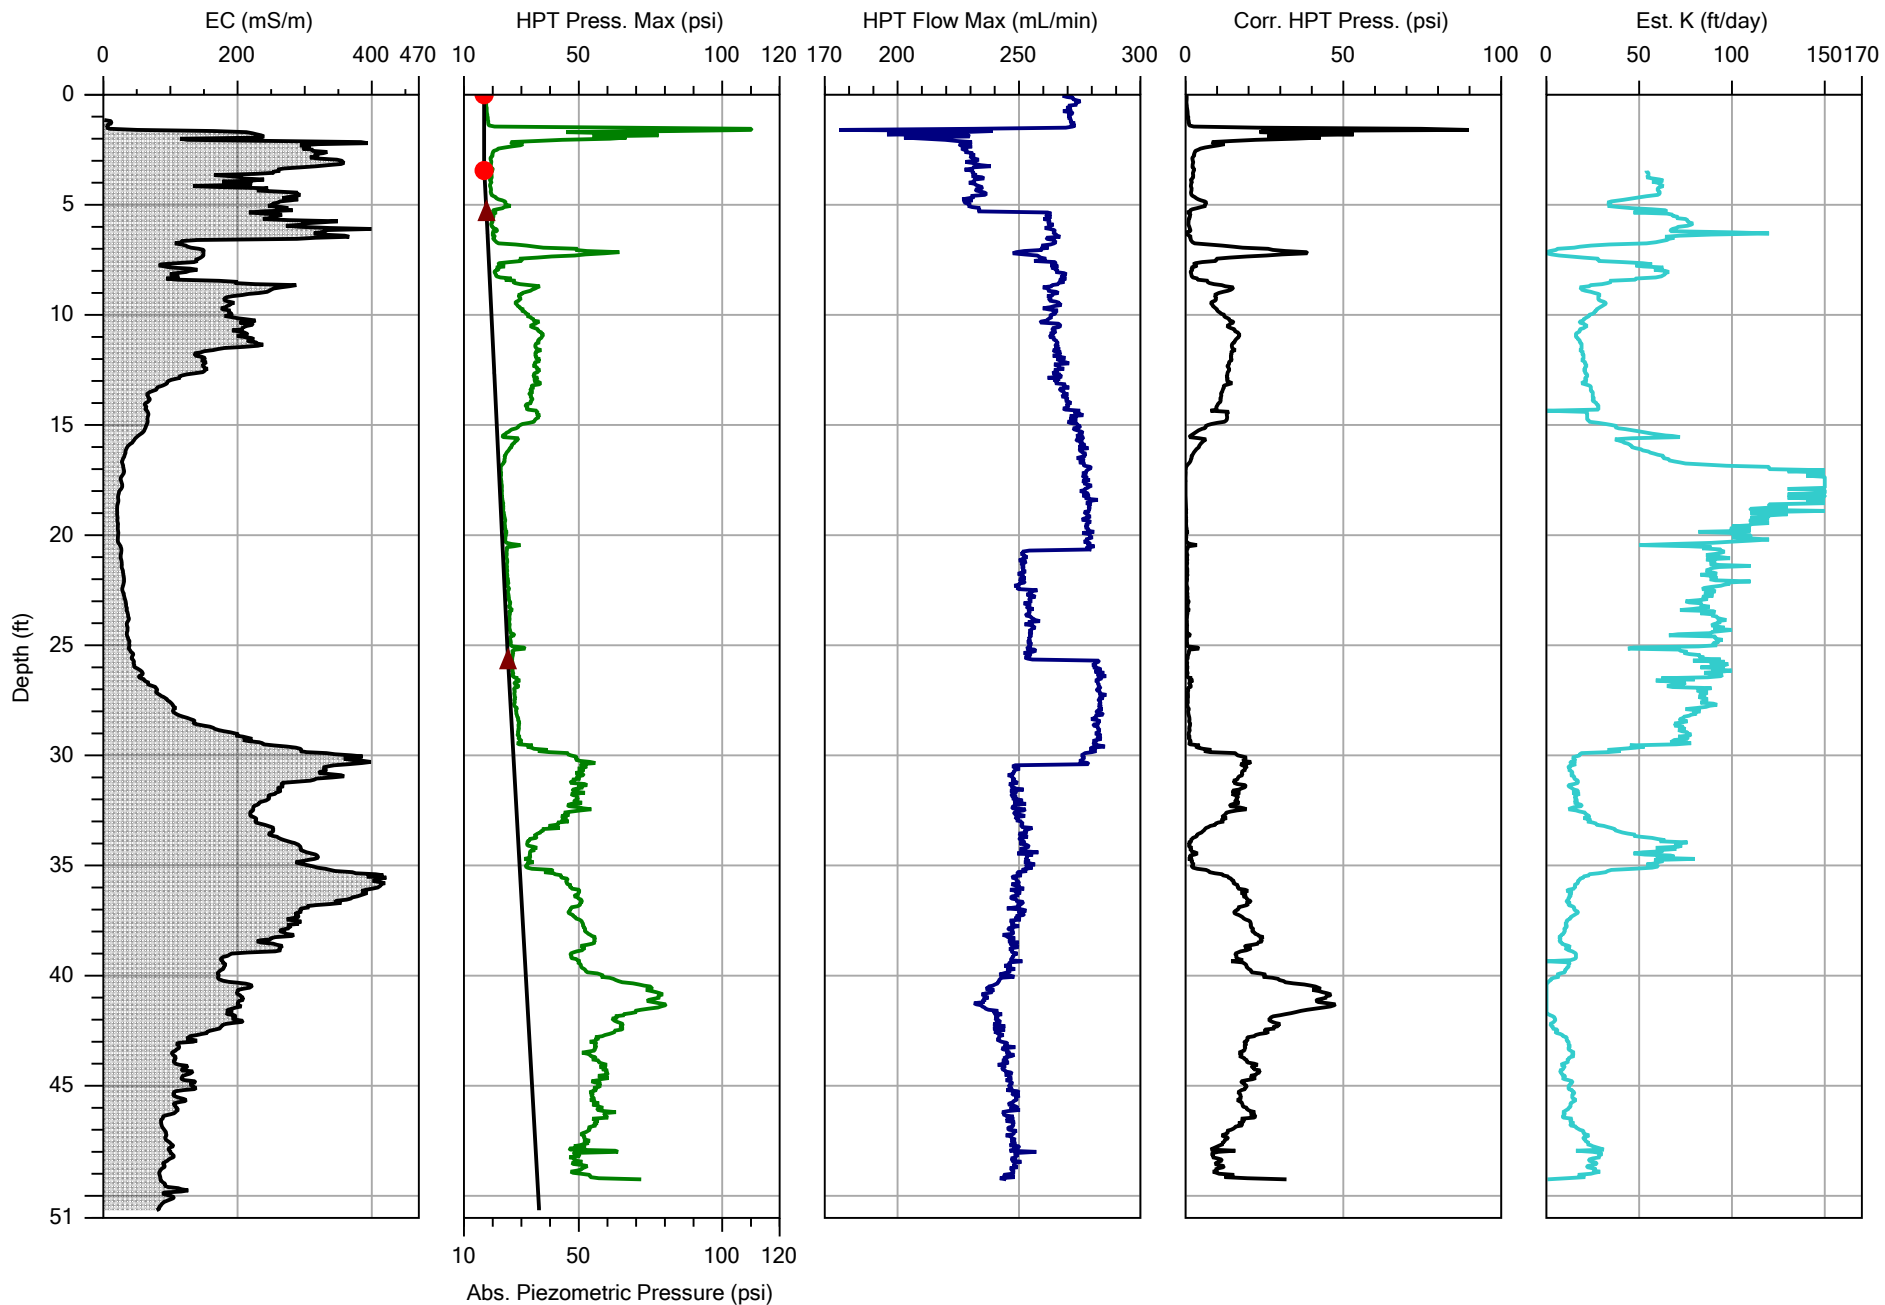 EC (mS/m) HPT Press. Max (psi) HPT Flow Max (mL/min) Corr. HPT Press. (psi) Est. K (ft/day)
0 200 400 470 10 50 100 120 170 200 250 300 0 50 100 0 50 100 150 170
0
5
10
15
20
25
30
35
40
45
51
Depth (ft)
10 50 100 120
Abs. Piezometric Pressure (psi)